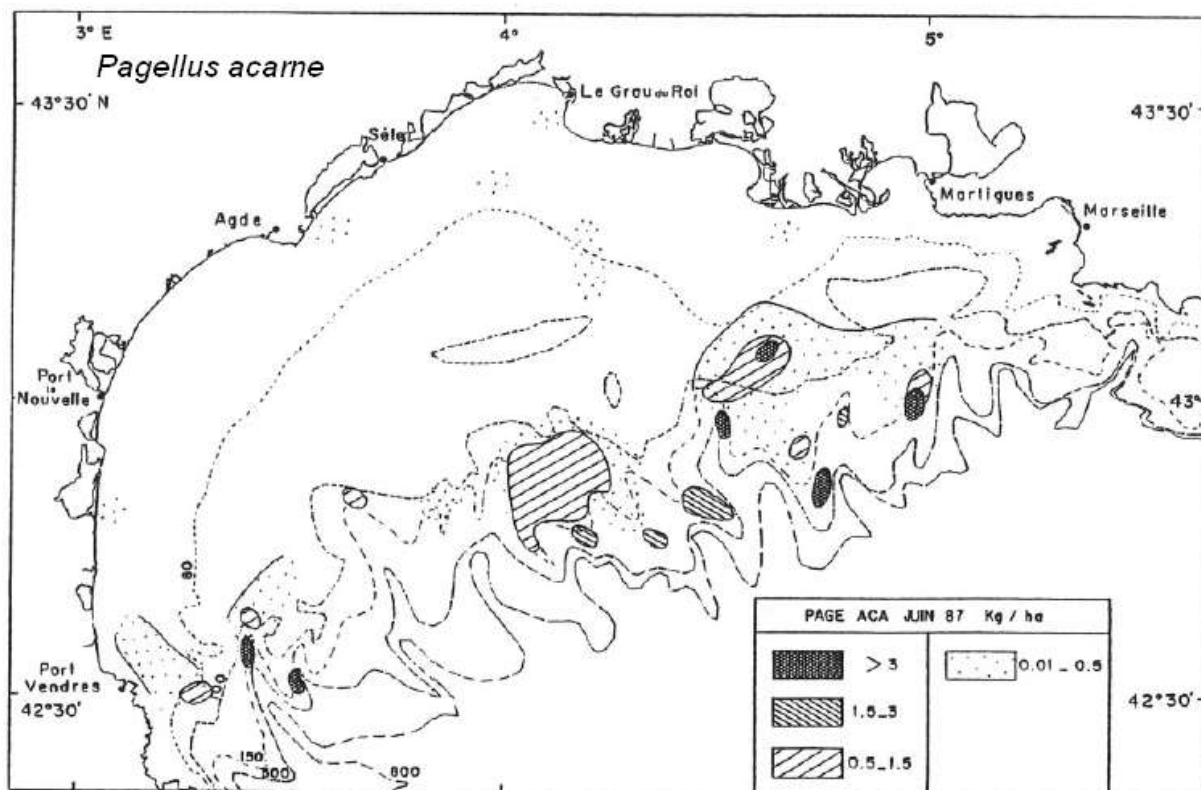 3° E 4° 5°
Pagellus acarne
43°30' N
Le Grau du Roi
43°30'
Sète
Martigues
Agde
Marseille
Port
la
Nouvelle
43°
80
PAGE ACA JUIN 87 Kg / ha
> 3 0.01 _ 0.5
1.5_3
0.5_1.5
Port
Vendres
42°30'
42°30'
150
500
800